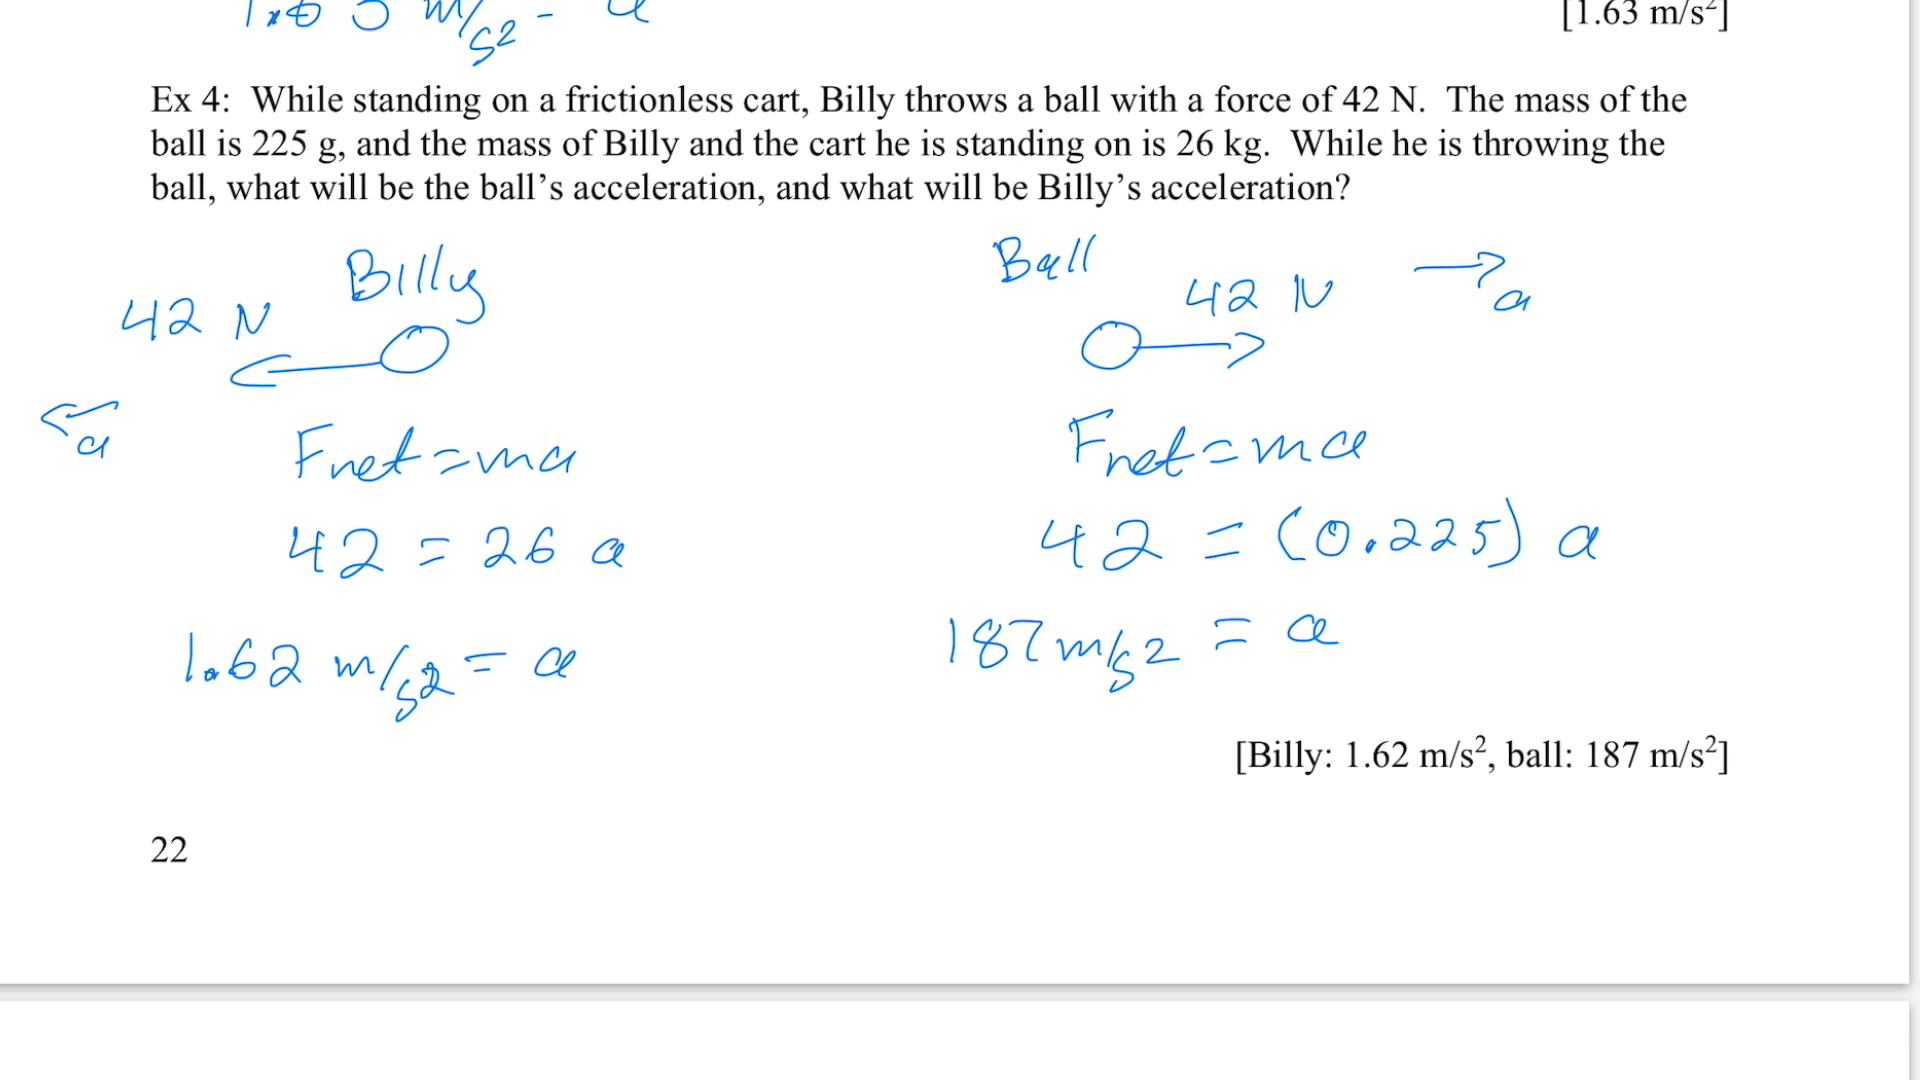 1.63 m/s2 = a
[1.63 m/s²]
Ex 4: While standing on a frictionless cart, Billy throws a ball with a force of 42 N. The mass of the
ball is 225 g, and the mass of Billy and the cart he is standing on is 26 kg. While he is throwing the
ball, what will be the ball’s acceleration, and what will be Billy’s acceleration?
Billy
42 N
a
Fnet = ma
42 = 26 a
1.62 m/s2 = a
Ball
42 N
a
Fnet = ma
42 = (0.225) a
187 m/s2 = a
[Billy: 1.62 m/s², ball: 187 m/s²]
22